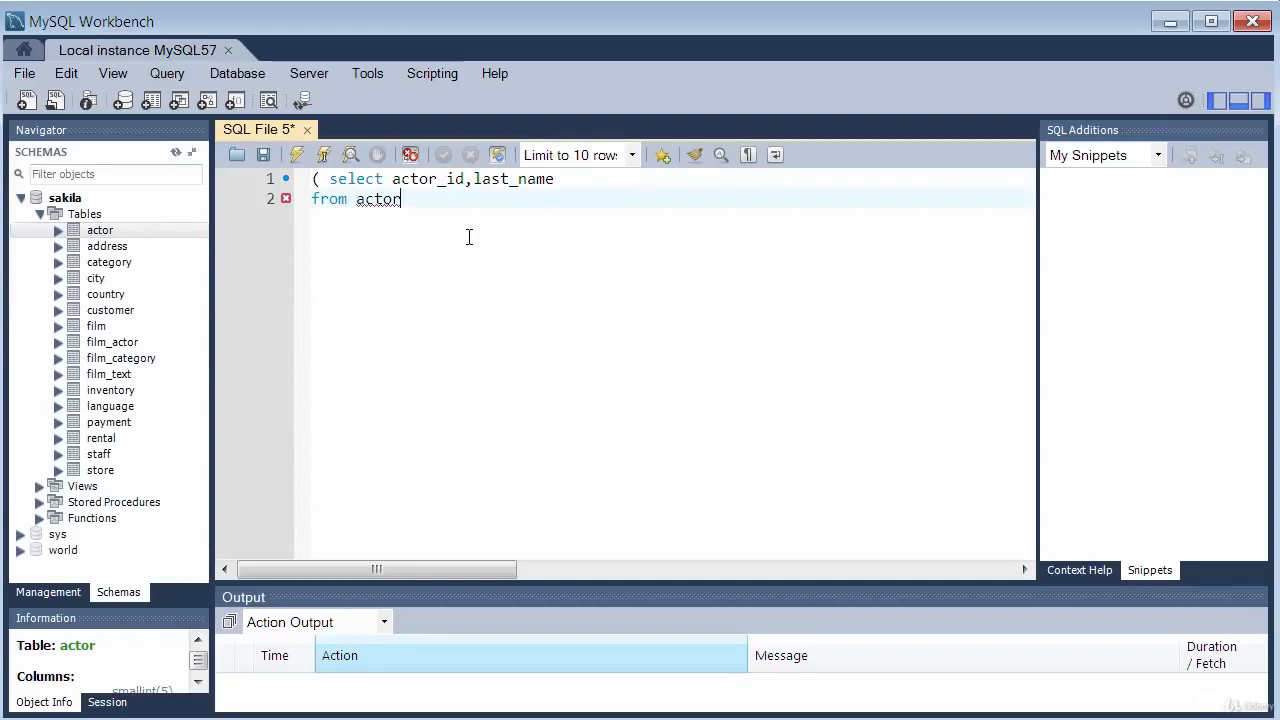 MySQL Workbench
Local instance MySQL57
File Edit View Query Database Server Tools Scripting Help
Navigator
SCHEMAS
Filter objects
sakila
Tables
actor
address
category
city
country
customer
film
film_actor
film_category
film_text
inventory
language
payment
rental
staff
store
Views
Stored Procedures
Functions
sys
world
Management Schemas
Information
Table: actor
Columns:
smallint(5)
Object Info Session
SQL File 5*
Limit to 10 rows
1 ( select actor_id,last_name
2 from actor
SQL Additions
My Snippets
Context Help Snippets
Output
Action Output
Time Action Message Duration / Fetch
Udemy